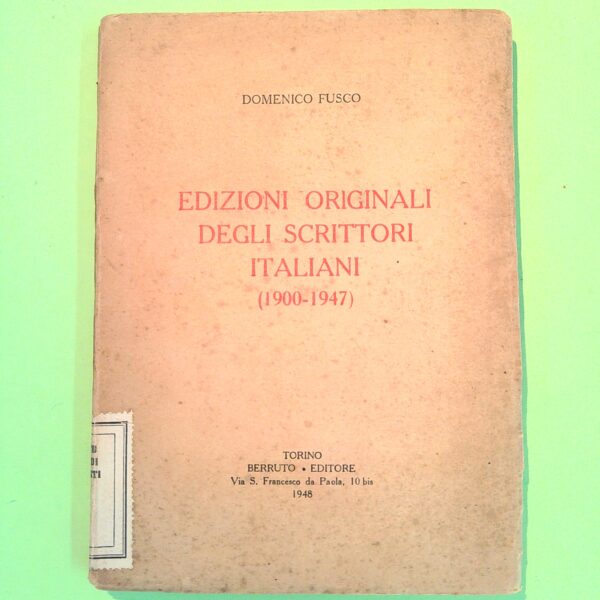 DOMENICO FUSCO
EDIZIONI ORIGINALI
DEGLI SCRITTORI
ITALIANI
(1900-1947)
TORINO
BERRUTO • EDITORE
Via S. Francesco da Paola, 10 bis
1948